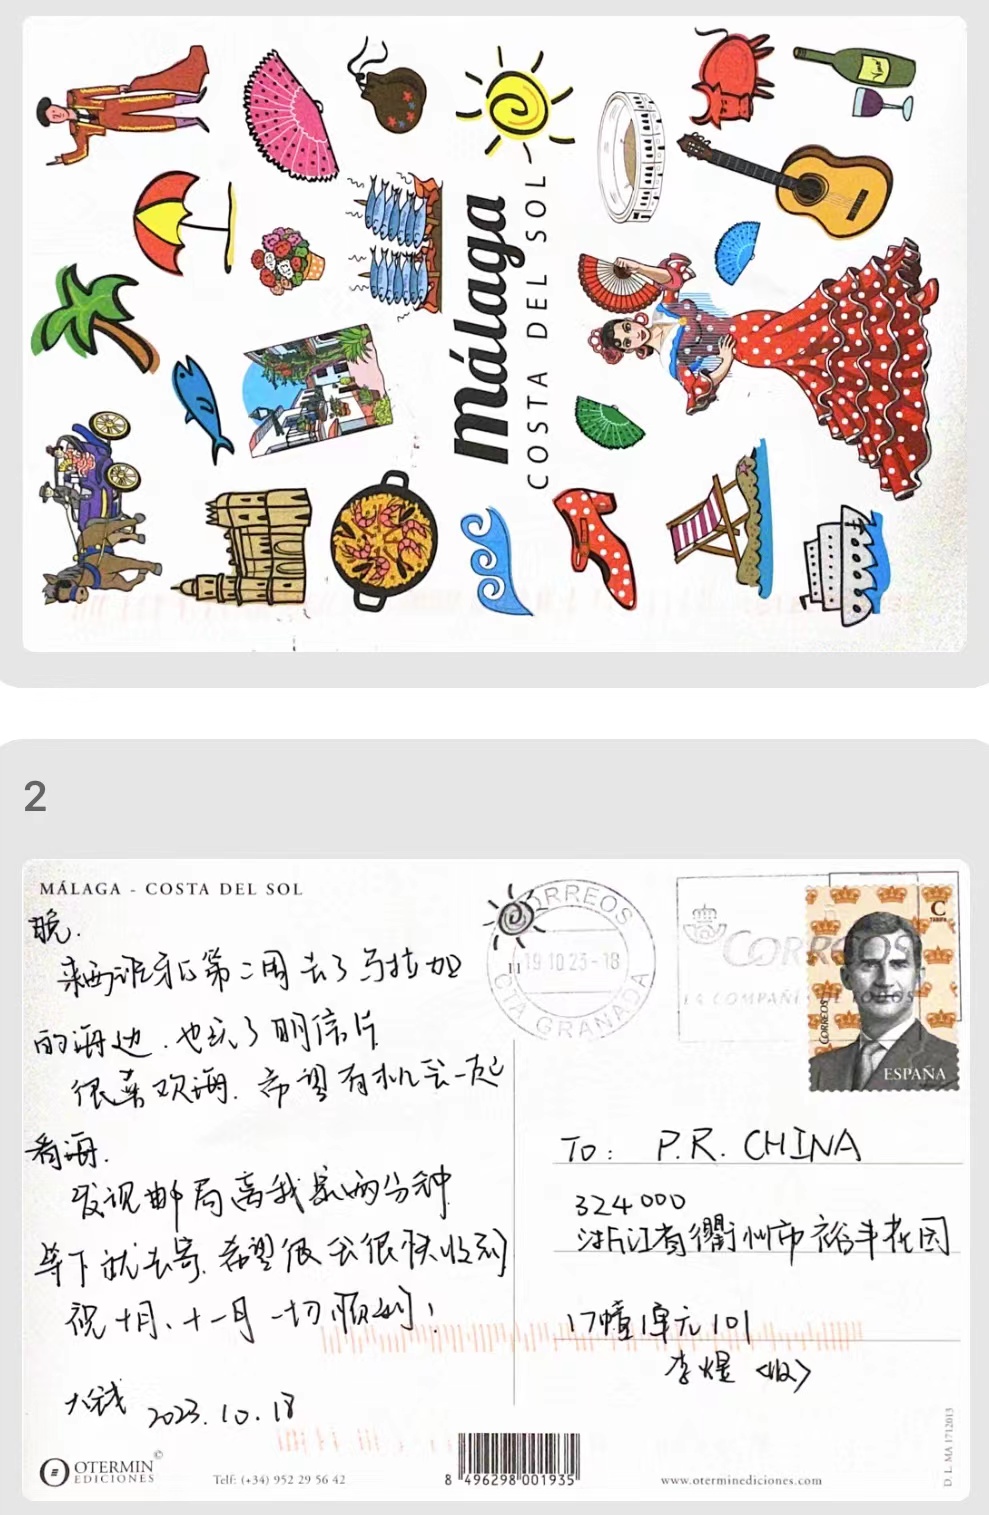 málaga
COSTA DEL SOL
2
MÁLAGA - COSTA DEL SOL
晚.
来西班牙的第二周去了马拉加
的海边.也玩了明信片
很喜欢海.希望有机会一起
看海.
发现邮局离我家两分钟
等下就去寄.希望你会很快收到
祝十月、十一月一切顺利!
大钱 2023.10.18
CORREOS
19 10 23-18
CTA GRANADA
CORREOS
LA COMPAÑÍA DE TODOS
C
TARIFA
CORREOS
ESPAÑA
TO: P.R. CHINA
324000
浙江省衢州市裕丰花园
17幢1单元101
李煜〈收〉
OTERMIN©
EDICIONES
Telf: (+34) 952 29 56 42
8 496298 001935
www.oterminediciones.com
D. L. MA 1712013